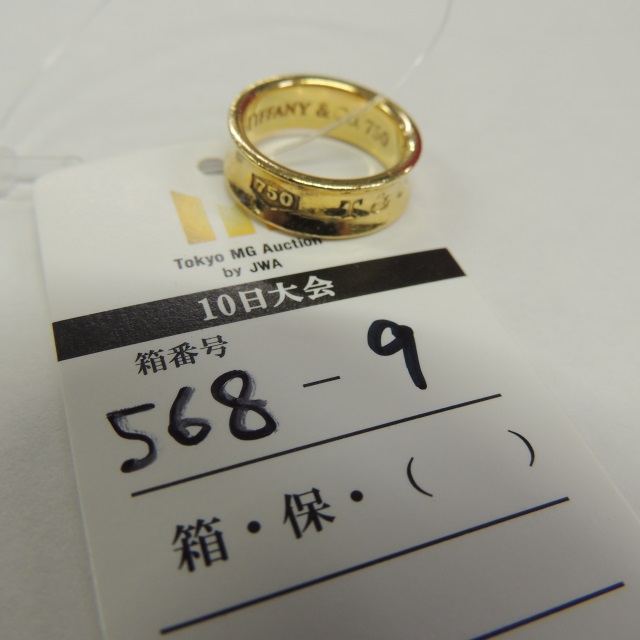 TIFFANY &
750
Tokyo MG Auction
by JWA
10日大会
箱番号
568 - 9
箱・保・（ ）